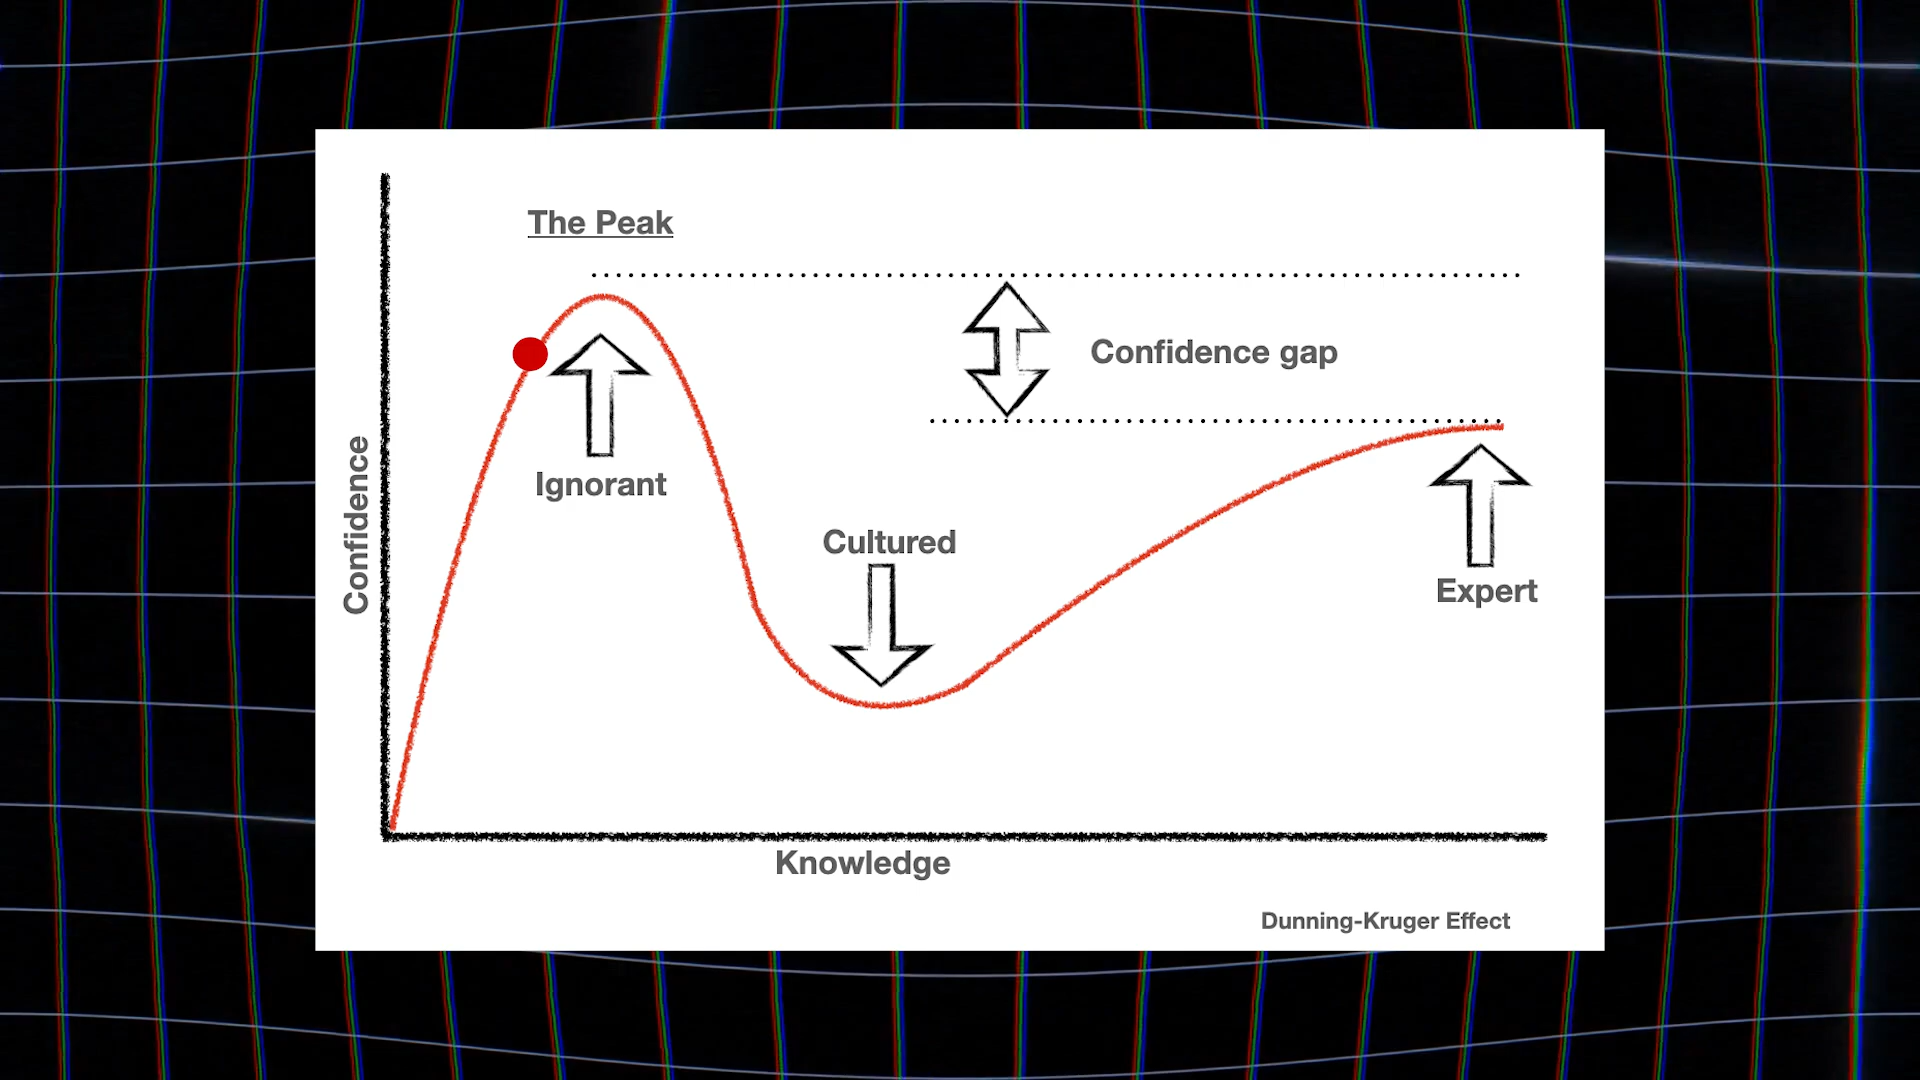 The Peak
Confidence gap
Ignorant
Cultured
Expert
Confidence
Knowledge
Dunning-Kruger Effect